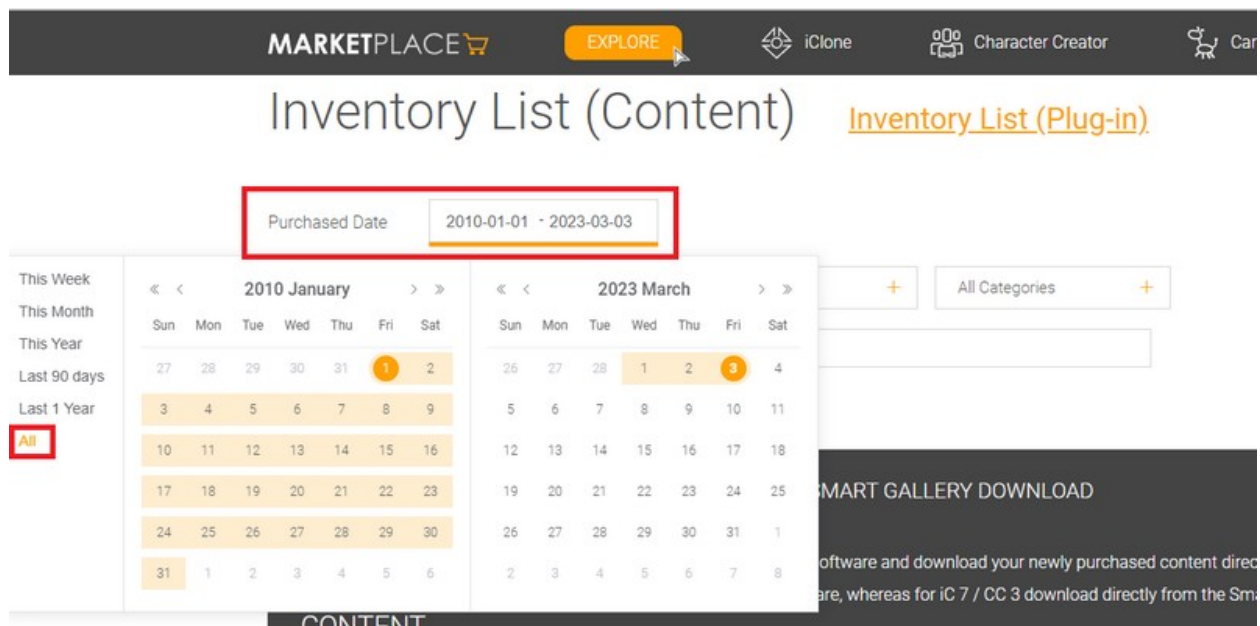 MARKETPLACE EXPLORE iClone Character Creator Car
Inventory List (Content) Inventory List (Plug-in)
Purchased Date 2010-01-01 - 2023-03-03
This Week
This Month
This Year
Last 90 days
Last 1 Year
All
« < 2010 January > »
Sun Mon Tue Wed Thu Fri Sat
27 28 29 30 31 1 2
3 4 5 6 7 8 9
10 11 12 13 14 15 16
17 18 19 20 21 22 23
24 25 26 27 28 29 30
31 1 2 3 4 5 6
« < 2023 March > »
Sun Mon Tue Wed Thu Fri Sat
26 27 28 1 2 3 4
5 6 7 8 9 10 11
12 13 14 15 16 17 18
19 20 21 22 23 24 25
26 27 28 29 30 31 1
2 3 4 5 6 7 8
+ All Categories +
SMART GALLERY DOWNLOAD
oftware and download your newly purchased content direc
are, whereas for iC 7 / CC 3 download directly from the Sma
CONTENT